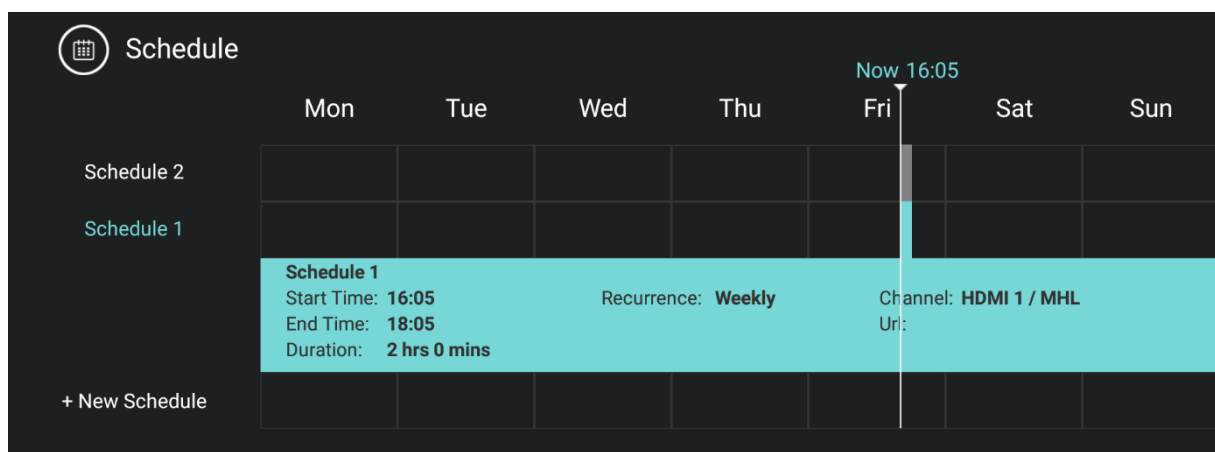 Schedule
Now 16:05
Mon Tue Wed Thu Fri Sat Sun
Schedule 2
Schedule 1
Schedule 1
Start Time: 16:05 Recurrence: Weekly Channel: HDMI 1 / MHL
End Time: 18:05 Url:
Duration: 2 hrs 0 mins
+ New Schedule